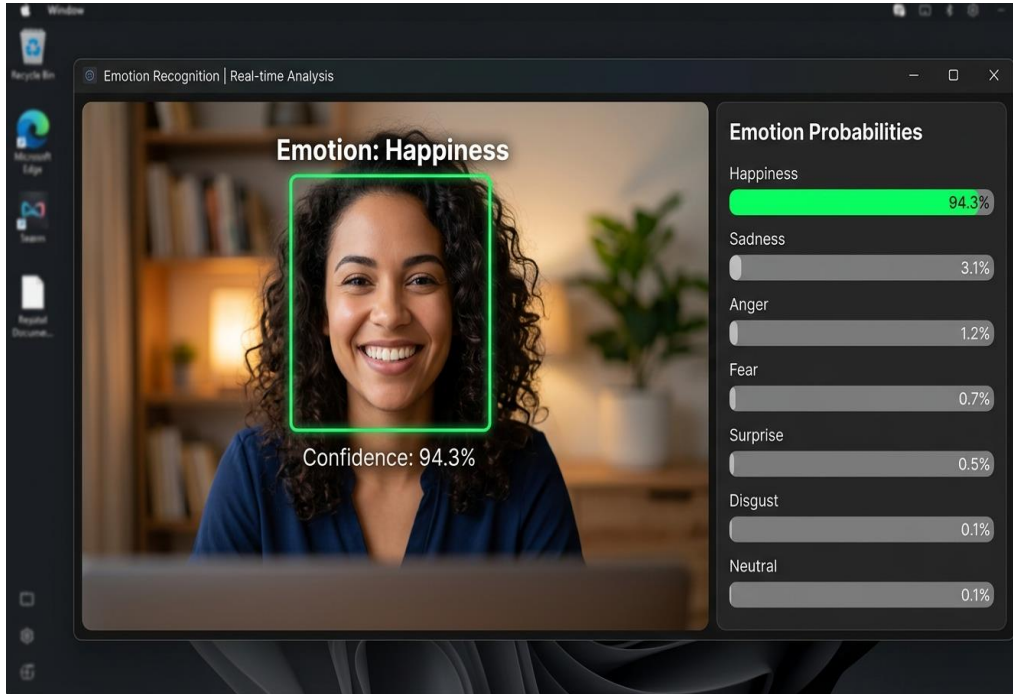 Window
Recycle Bin
Microsoft
Edge
Emotion Recognition | Real-time Analysis
Emotion: Happiness
Confidence: 94.3%
Emotion Probabilities
Happiness
94.3%
Sadness
3.1%
Anger
1.2%
Fear
0.7%
Surprise
0.5%
Disgust
0.1%
Neutral
0.1%